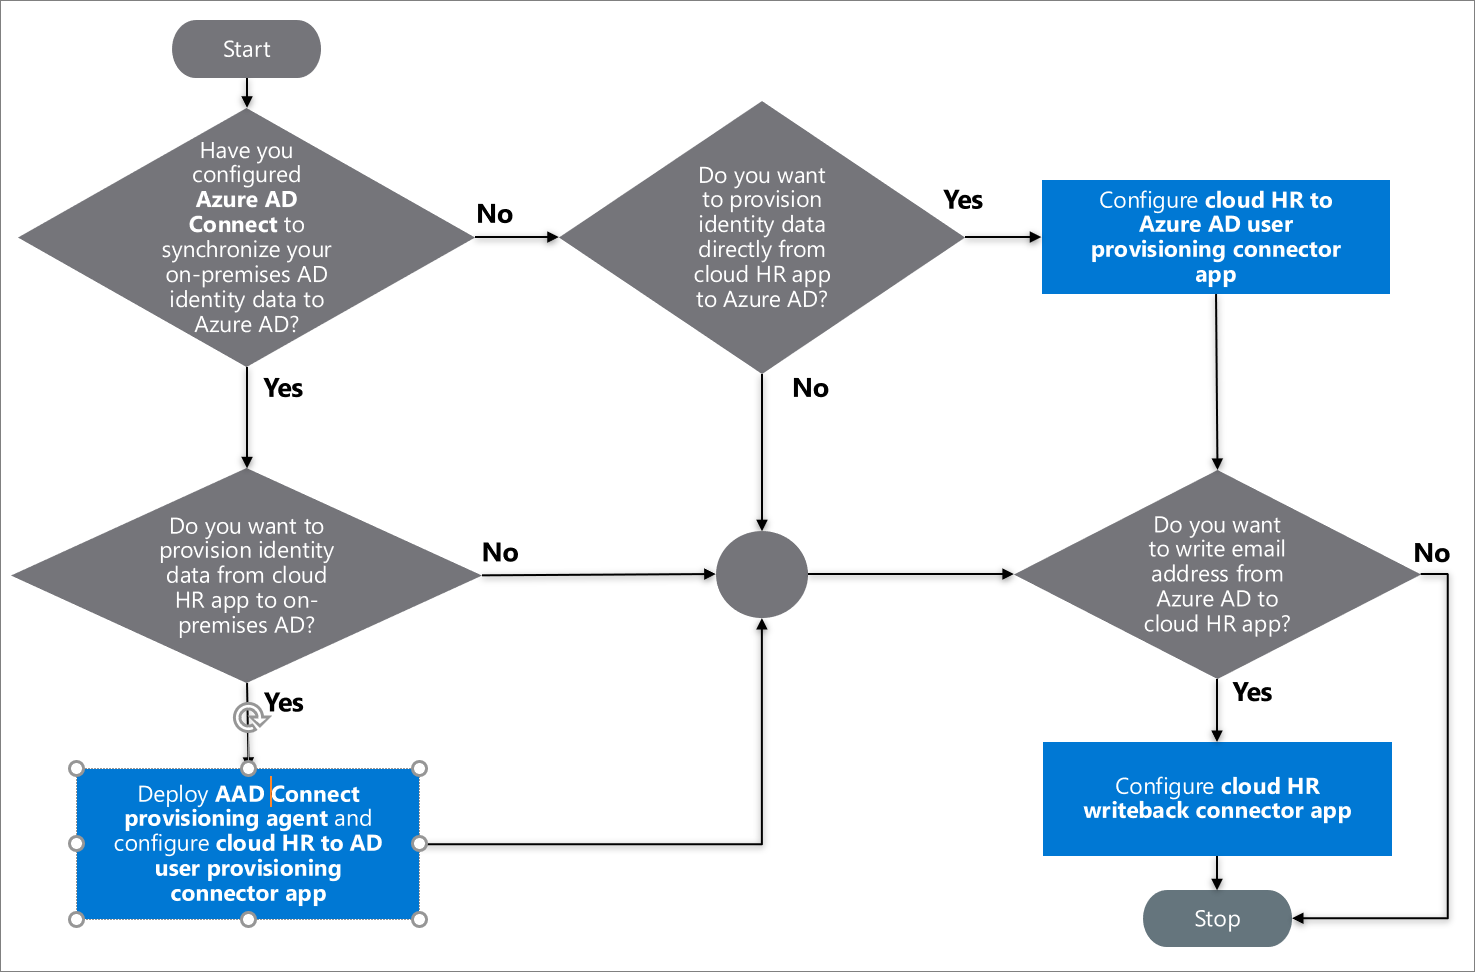 Start
Have you
configured
Azure AD
Connect to
synchronize your
on-premises AD
identity data to
Azure AD?
No
Do you want
to provision
identity data
directly from
cloud HR app
to Azure AD?
Yes
Configure cloud HR to
Azure AD user
provisioning connector
app
Yes
No
Do you want to
provision identity
data from cloud
HR app to on-
premises AD?
No
Do you want
to write email
address from
Azure AD to
cloud HR app?
No
Yes
Yes
Deploy AAD Connect
provisioning agent and
configure cloud HR to AD
user provisioning
connector app
Configure cloud HR
writeback connector app
Stop